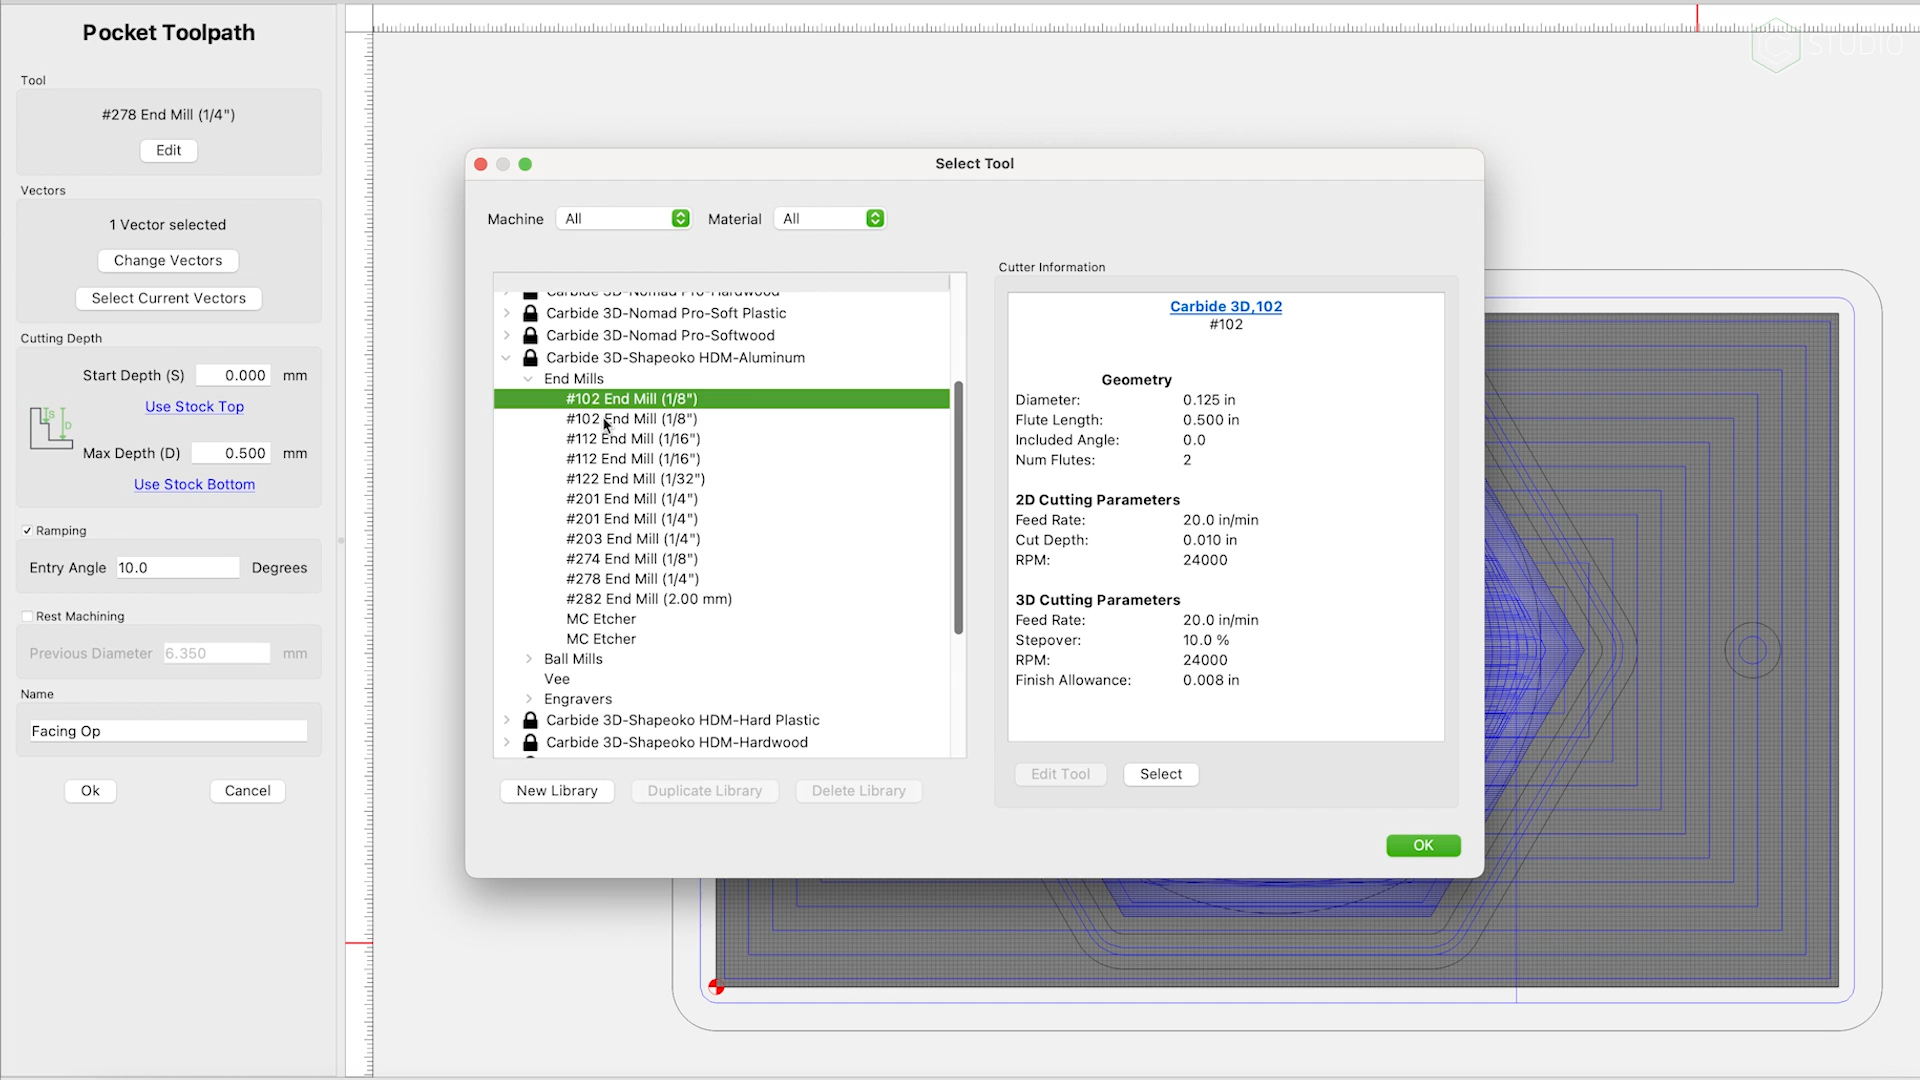 Pocket Toolpath
Tool
#278 End Mill (1/4")
Edit
Vectors
1 Vector selected
Change Vectors
Select Current Vectors
Cutting Depth
Start Depth (S) 0.000 mm
Use Stock Top
S
D
Max Depth (D) 0.500 mm
Use Stock Bottom
Ramping
Entry Angle 10.0 Degrees
Rest Machining
Previous Diameter 6.350 mm
Name
Facing Op
Ok Cancel
STUDIO
Select Tool
Machine All Material All
Carbide 3D-Nomad Pro-Hardwood
Carbide 3D-Nomad Pro-Soft Plastic
Carbide 3D-Nomad Pro-Softwood
Carbide 3D-Shapeoko HDM-Aluminum
End Mills
#102 End Mill (1/8")
#102 End Mill (1/8")
#112 End Mill (1/16")
#112 End Mill (1/16")
#122 End Mill (1/32")
#201 End Mill (1/4")
#201 End Mill (1/4")
#203 End Mill (1/4")
#274 End Mill (1/8")
#278 End Mill (1/4")
#282 End Mill (2.00 mm)
MC Etcher
MC Etcher
Ball Mills
Vee
Engravers
Carbide 3D-Shapeoko HDM-Hard Plastic
Carbide 3D-Shapeoko HDM-Hardwood
New Library Duplicate Library Delete Library
Cutter Information
Carbide 3D,102
#102
Geometry
Diameter: 0.125 in
Flute Length: 0.500 in
Included Angle: 0.0
Num Flutes: 2
2D Cutting Parameters
Feed Rate: 20.0 in/min
Cut Depth: 0.010 in
RPM: 24000
3D Cutting Parameters
Feed Rate: 20.0 in/min
Stepover: 10.0 %
RPM: 24000
Finish Allowance: 0.008 in
Edit Tool Select
OK